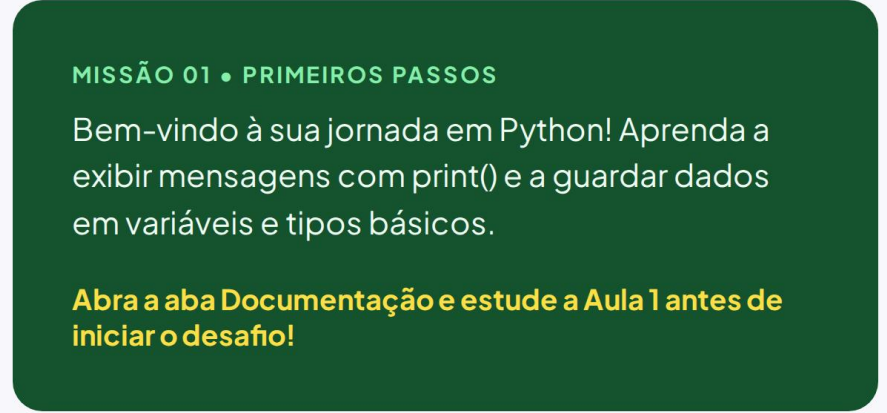 MISSÃO 01 • PRIMEIROS PASSOS
Bem-vindo à sua jornada em Python! Aprenda a
exibir mensagens com print() e a guardar dados
em variáveis e tipos básicos.
Abra a aba Documentação e estude a Aula 1 antes de
iniciar o desafio!